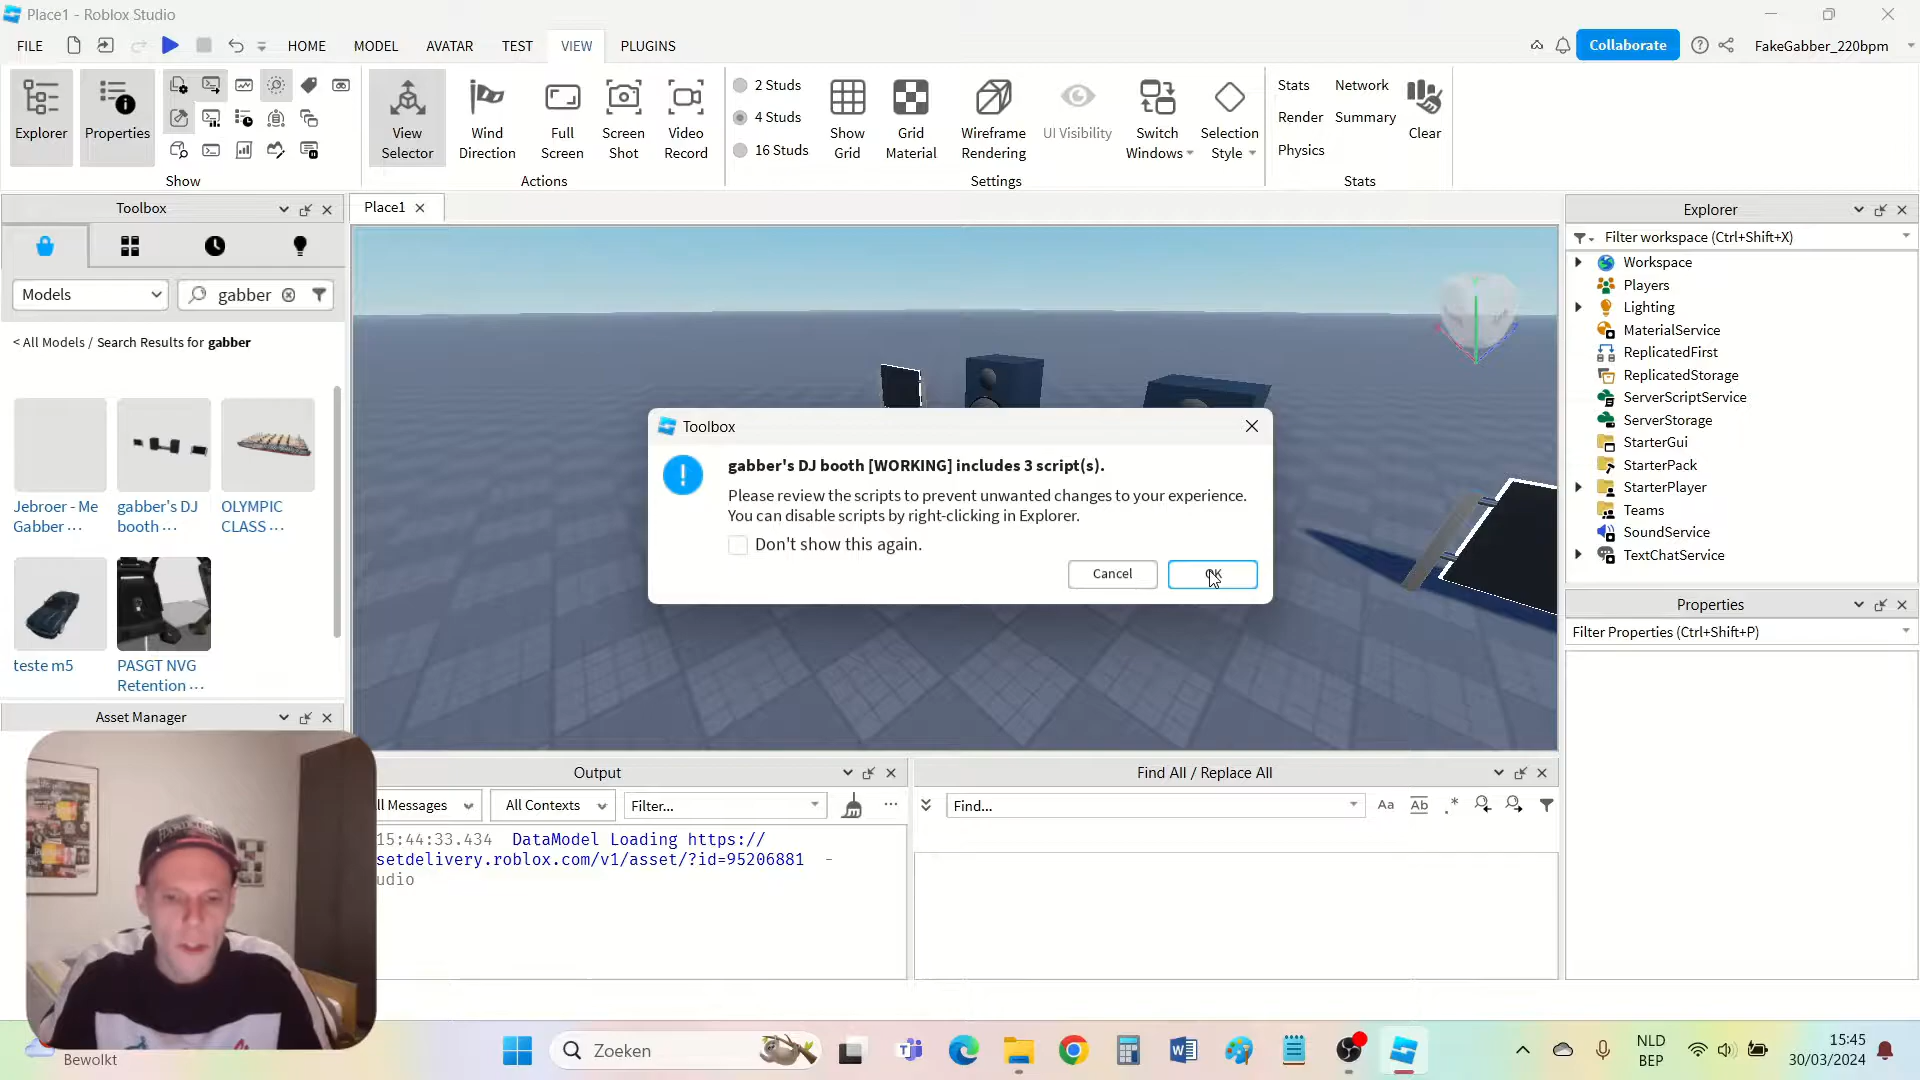 Place1 - Roblox Studio
FILE
HOME
MODEL
AVATAR
TEST
VIEW
PLUGINS
Collaborate
FakeGabber_220bpm
Explorer
Properties
Show
View
Selector
Wind
Direction
Full
Screen
Screen
Shot
Video
Record
Actions
2 Studs
4 Studs
16 Studs
Show
Grid
Grid
Material
Wireframe
Rendering
UI Visibility
Switch
Windows
Selection
Style
Settings
Stats
Network
Render
Summary
Physics
Clear
Stats
Toolbox
Models
gabber
< All Models / Search Results for gabber
Jebroer - Me
Gabber ...
gabber's DJ
booth ...
OLYMPIC
CLASS ...
teste m5
PASGT NVG
Retention ...
Asset Manager
Place1
Toolbox
gabber's DJ booth [WORKING] includes 3 script(s).
Please review the scripts to prevent unwanted changes to your experience.
You can disable scripts by right-clicking in Explorer.
Don't show this again.
Cancel
OK
Explorer
Filter workspace (Ctrl+Shift+X)
Workspace
Players
Lighting
MaterialService
ReplicatedFirst
ReplicatedStorage
ServerScriptService
ServerStorage
StarterGui
StarterPack
StarterPlayer
Teams
SoundService
TextChatService
Properties
Filter Properties (Ctrl+Shift+P)
Output
ll Messages
All Contexts
Filter...
15:44:33.434 DataModel Loading https://
setdelivery.roblox.com/v1/asset/?id=95206881 -
udio
Find All / Replace All
Find...
Aa
Ab
.*
Bewolkt
Zoeken
NLD
BEP
15:45
30/03/2024